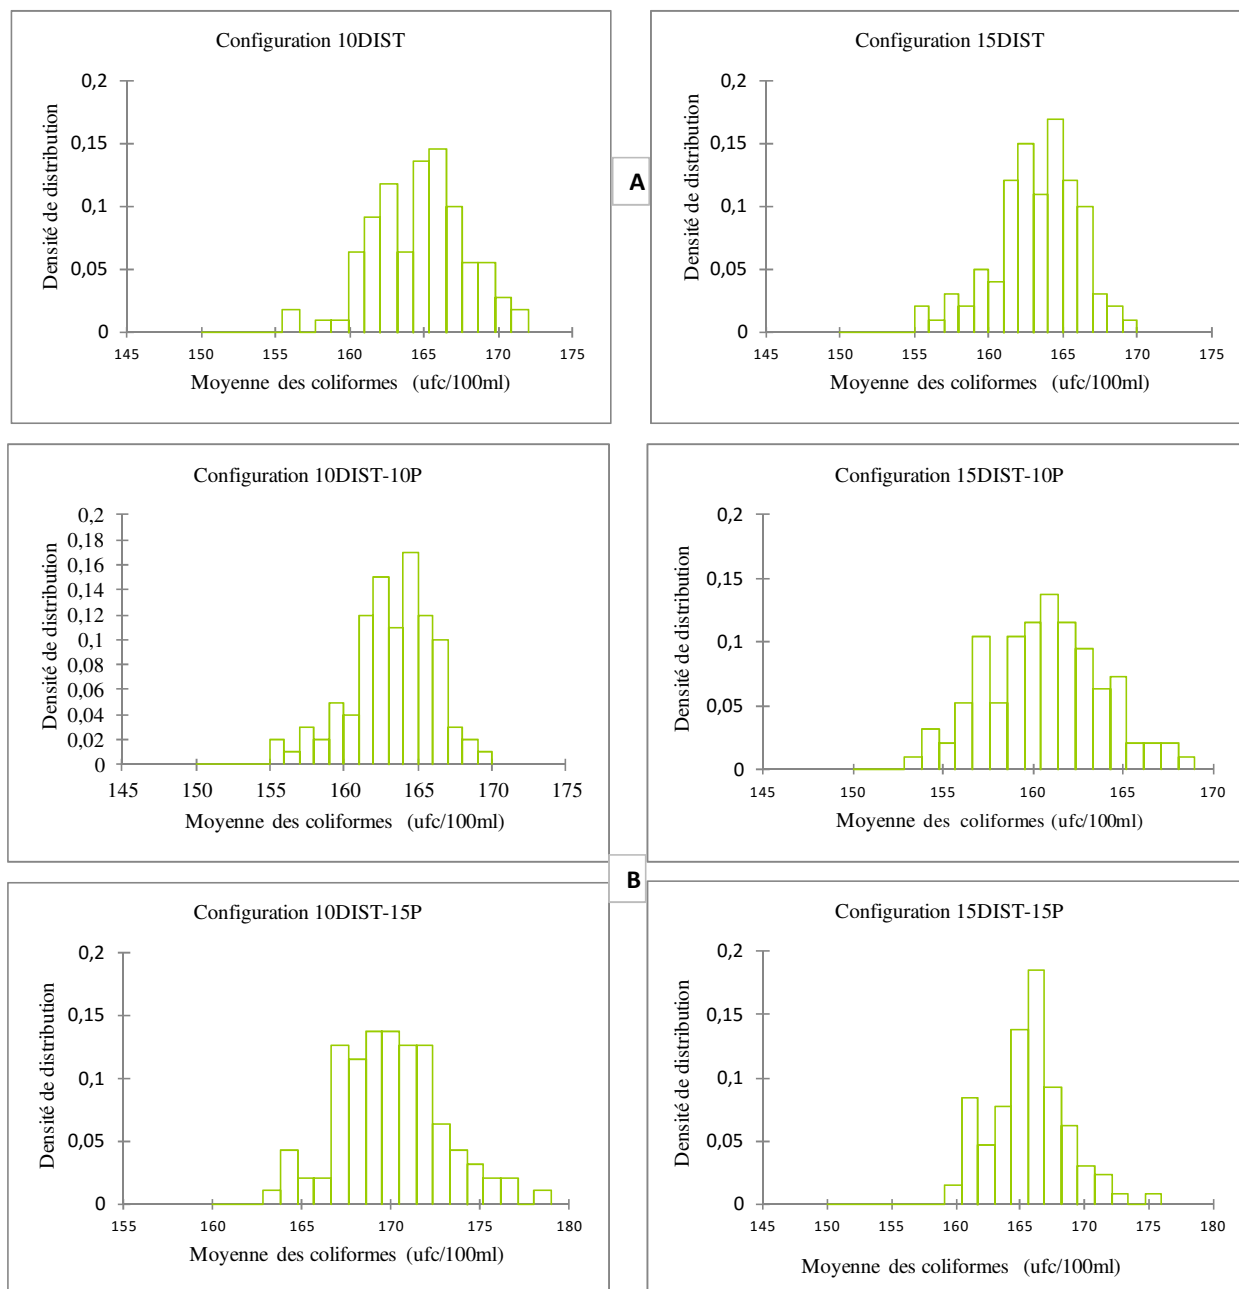 Configuration 10DIST
Densité de distribution
0,2
0,15
0,1
0,05
0
145 150 155 160 165 170 175
Moyenne des coliformes (ufc/100ml)
Configuration 15DIST
Densité de distribution
0,2
0,15
0,1
0,05
0
145 150 155 160 165 170 175
Moyenne des coliformes (ufc/100ml)
A
Configuration 10DIST-10P
Densité de distribution
0,2
0,18
0,16
0,14
0,12
0,1
0,08
0,06
0,04
0,02
0
145 150 155 160 165 170 175
Moyenne des coliformes (ufc/100ml)
Configuration 15DIST-10P
Densité de distribution
0,2
0,15
0,1
0,05
0
145 150 155 160 165 170
Moyenne des coliformes (ufc/100ml)
B
Configuration 10DIST-15P
Densité de distribution
0,2
0,15
0,1
0,05
0
155 160 165 170 175 180
Moyenne des coliformes (ufc/100ml)
Configuration 15DIST-15P
Densité de distribution
0,2
0,15
0,1
0,05
0
145 150 155 160 165 170 175 180
Moyenne des coliformes (ufc/100ml)